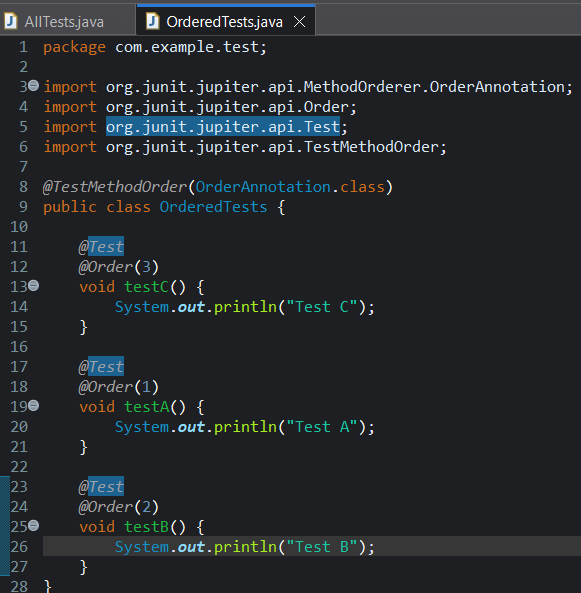 AllTests.java OrderedTests.java
1 package com.example.test;
2
3 import org.junit.jupiter.api.MethodOrderer.OrderAnnotation;
4 import org.junit.jupiter.api.Order;
5 import org.junit.jupiter.api.Test;
6 import org.junit.jupiter.api.TestMethodOrder;
7
8 @TestMethodOrder(OrderAnnotation.class)
9 public class OrderedTests {
10
11     @Test
12     @Order(3)
13     void testC() {
14         System.out.println("Test C");
15     }
16
17     @Test
18     @Order(1)
19     void testA() {
20         System.out.println("Test A");
21     }
22
23     @Test
24     @Order(2)
25     void testB() {
26         System.out.println("Test B");
27     }
28 }